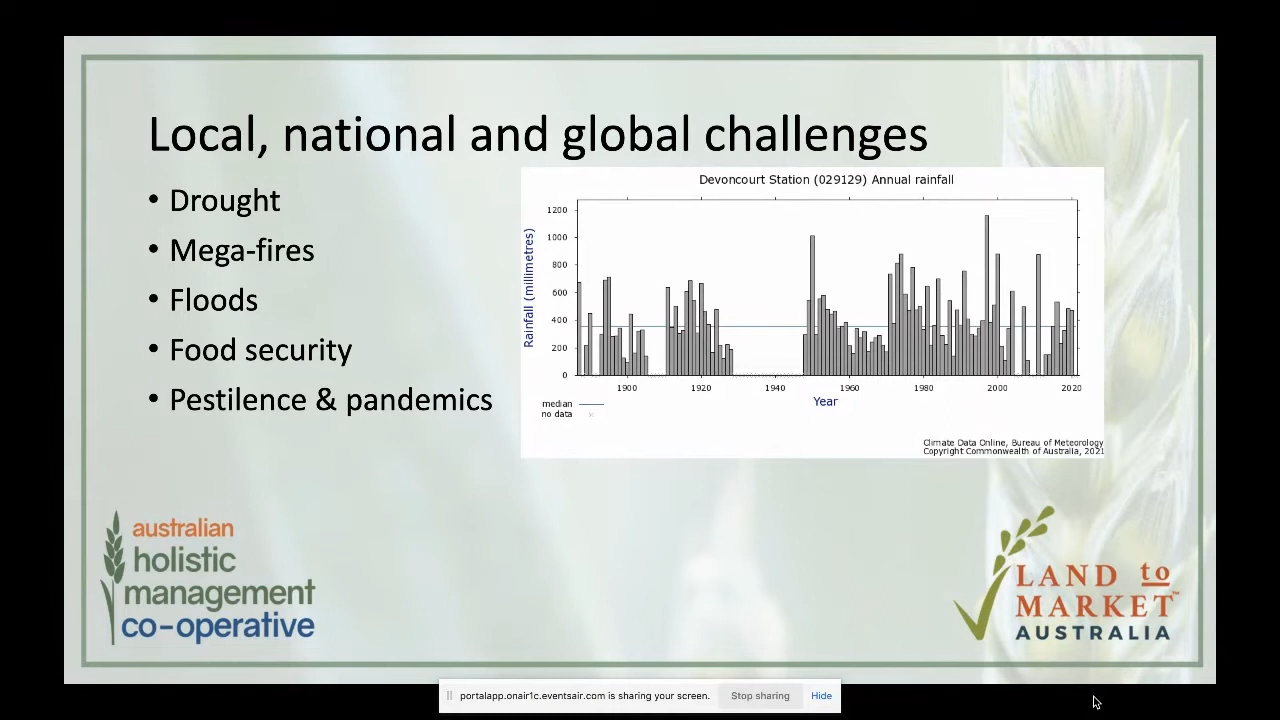 Local, national and global challenges
• Drought
• Mega-fires
• Floods
• Food security
• Pestilence & pandemics
Devoncourt Station (029129) Annual rainfall
Rainfall (millimetres)
1200
1000
800
600
400
200
0
1900 1920 1940 1960 1980 2000 2020
Year
median
no data
Climate Data Online, Bureau of Meteorology
Copyright Commonwealth of Australia, 2021
australian
holistic
management
co-operative
LAND to
MARKET™
AUSTRALIA
portalapp.onair1c.eventsair.com is sharing your screen. Stop sharing Hide